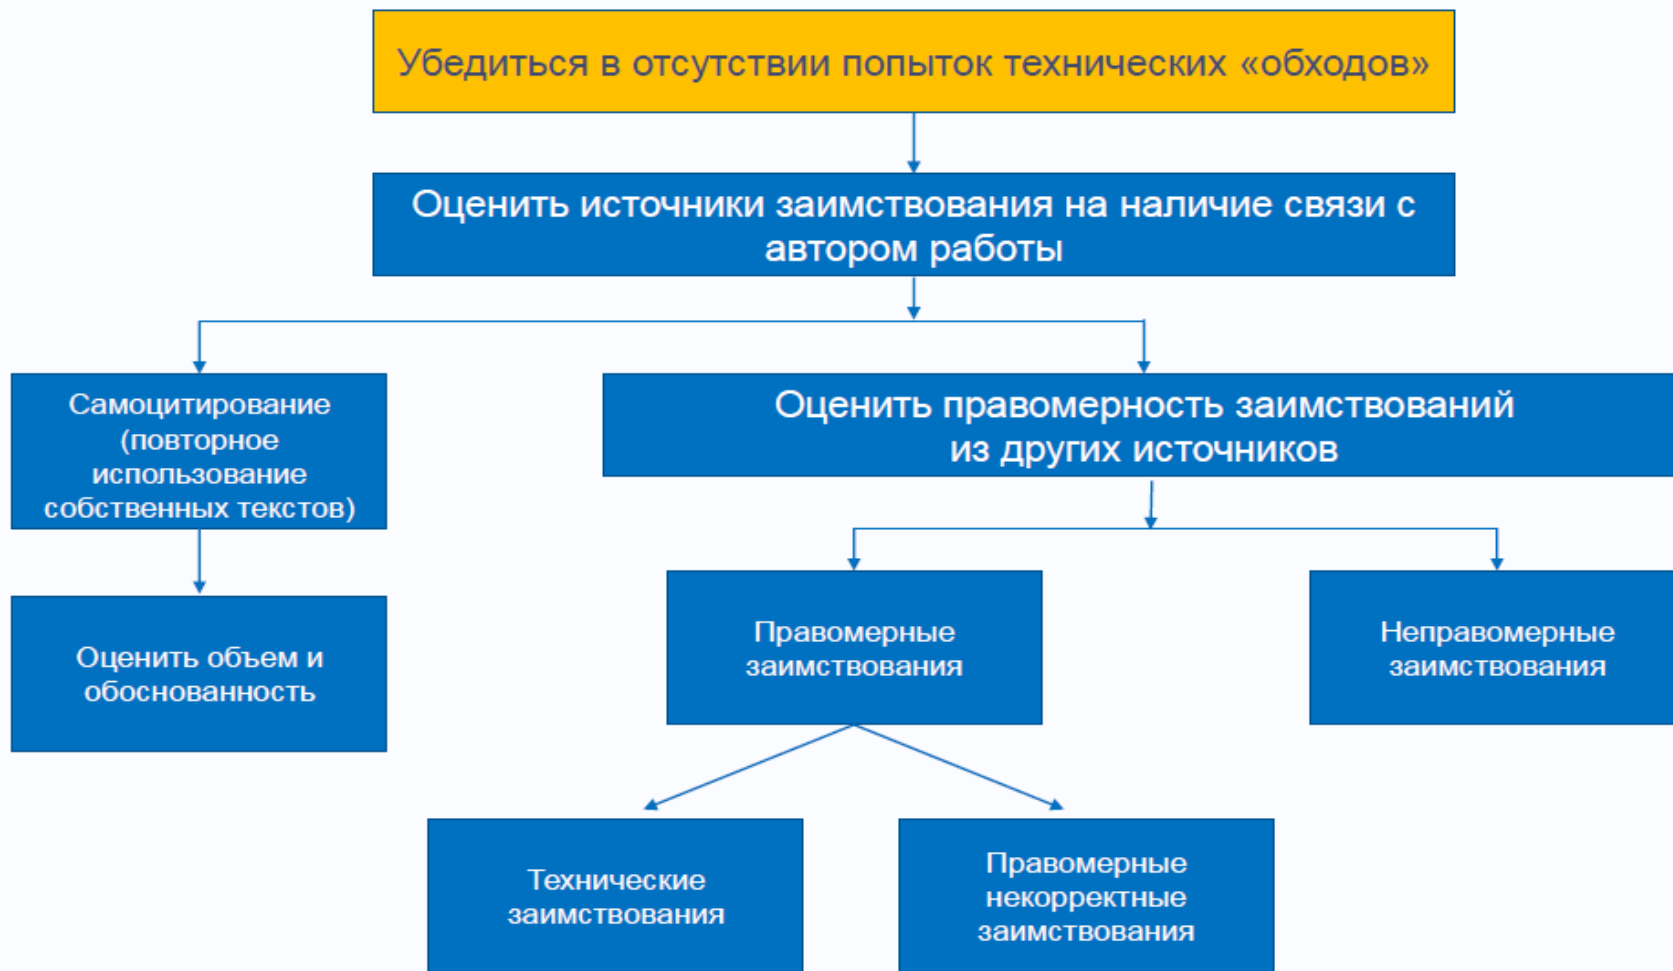 Убедиться в отсутствии попыток технических «обходов»
Оценить источники заимствования на наличие связи с
автором работы
Самоцитирование
(повторное
использование
собственных текстов)
Оценить правомерность заимствований
из других источников
Оценить объем и
обоснованность
Правомерные
заимствования
Неправомерные
заимствования
Технические
заимствования
Правомерные
некорректные
заимствования